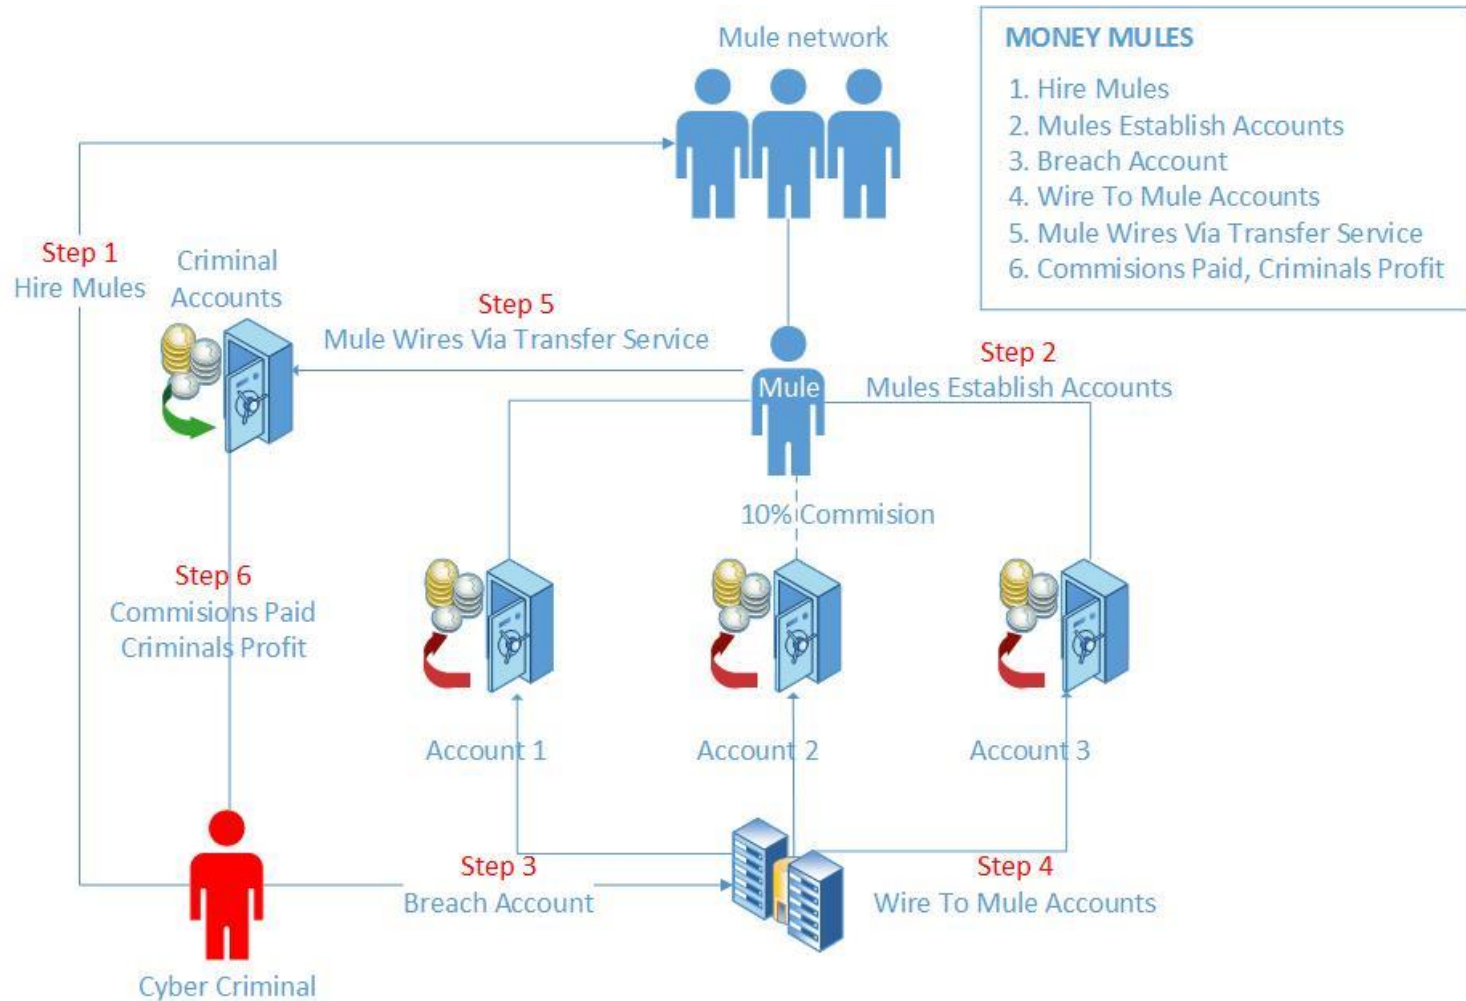 Mule network
MONEY MULES
1. Hire Mules
2. Mules Establish Accounts
3. Breach Account
4. Wire To Mule Accounts
5. Mule Wires Via Transfer Service
6. Commisions Paid, Criminals Profit
Step 1
Hire Mules
Criminal
Accounts
Step 5
Mule Wires Via Transfer Service
Mule
Step 2
Mules Establish Accounts
10% Commision
Step 6
Commisions Paid
Criminals Profit
Account 1
Account 2
Account 3
Step 3
Breach Account
Step 4
Wire To Mule Accounts
Cyber Criminal